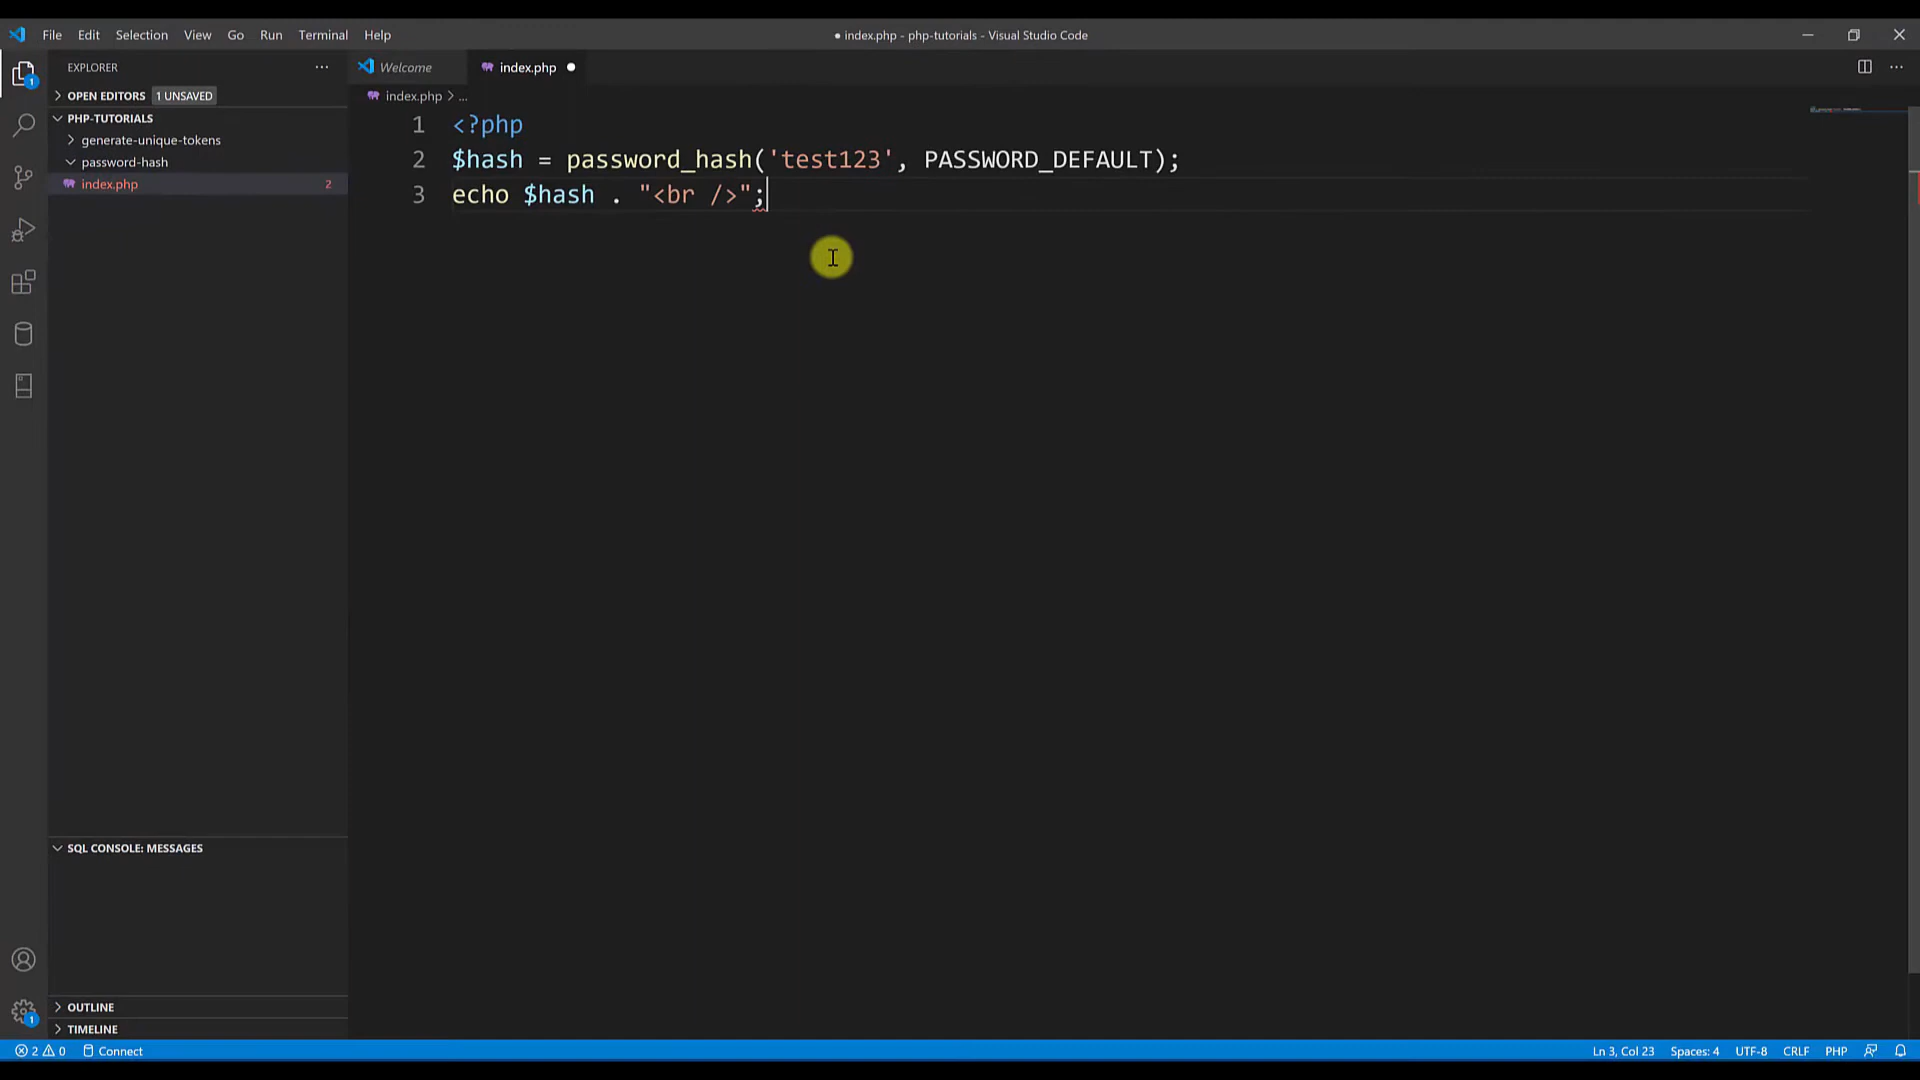 File Edit Selection View Go Run Terminal Help
● index.php - php-tutorials - Visual Studio Code
EXPLORER
OPEN EDITORS 1 UNSAVED
PHP-TUTORIALS
generate-unique-tokens
password-hash
index.php 2
Welcome
index.php
index.php > ...
1 <?php
2 $hash = password_hash('test123', PASSWORD_DEFAULT);
3 echo $hash . "<br />";
SQL CONSOLE: MESSAGES
OUTLINE
TIMELINE
1
1
2 0 Connect
Ln 3, Col 23 Spaces: 4 UTF-8 CRLF PHP